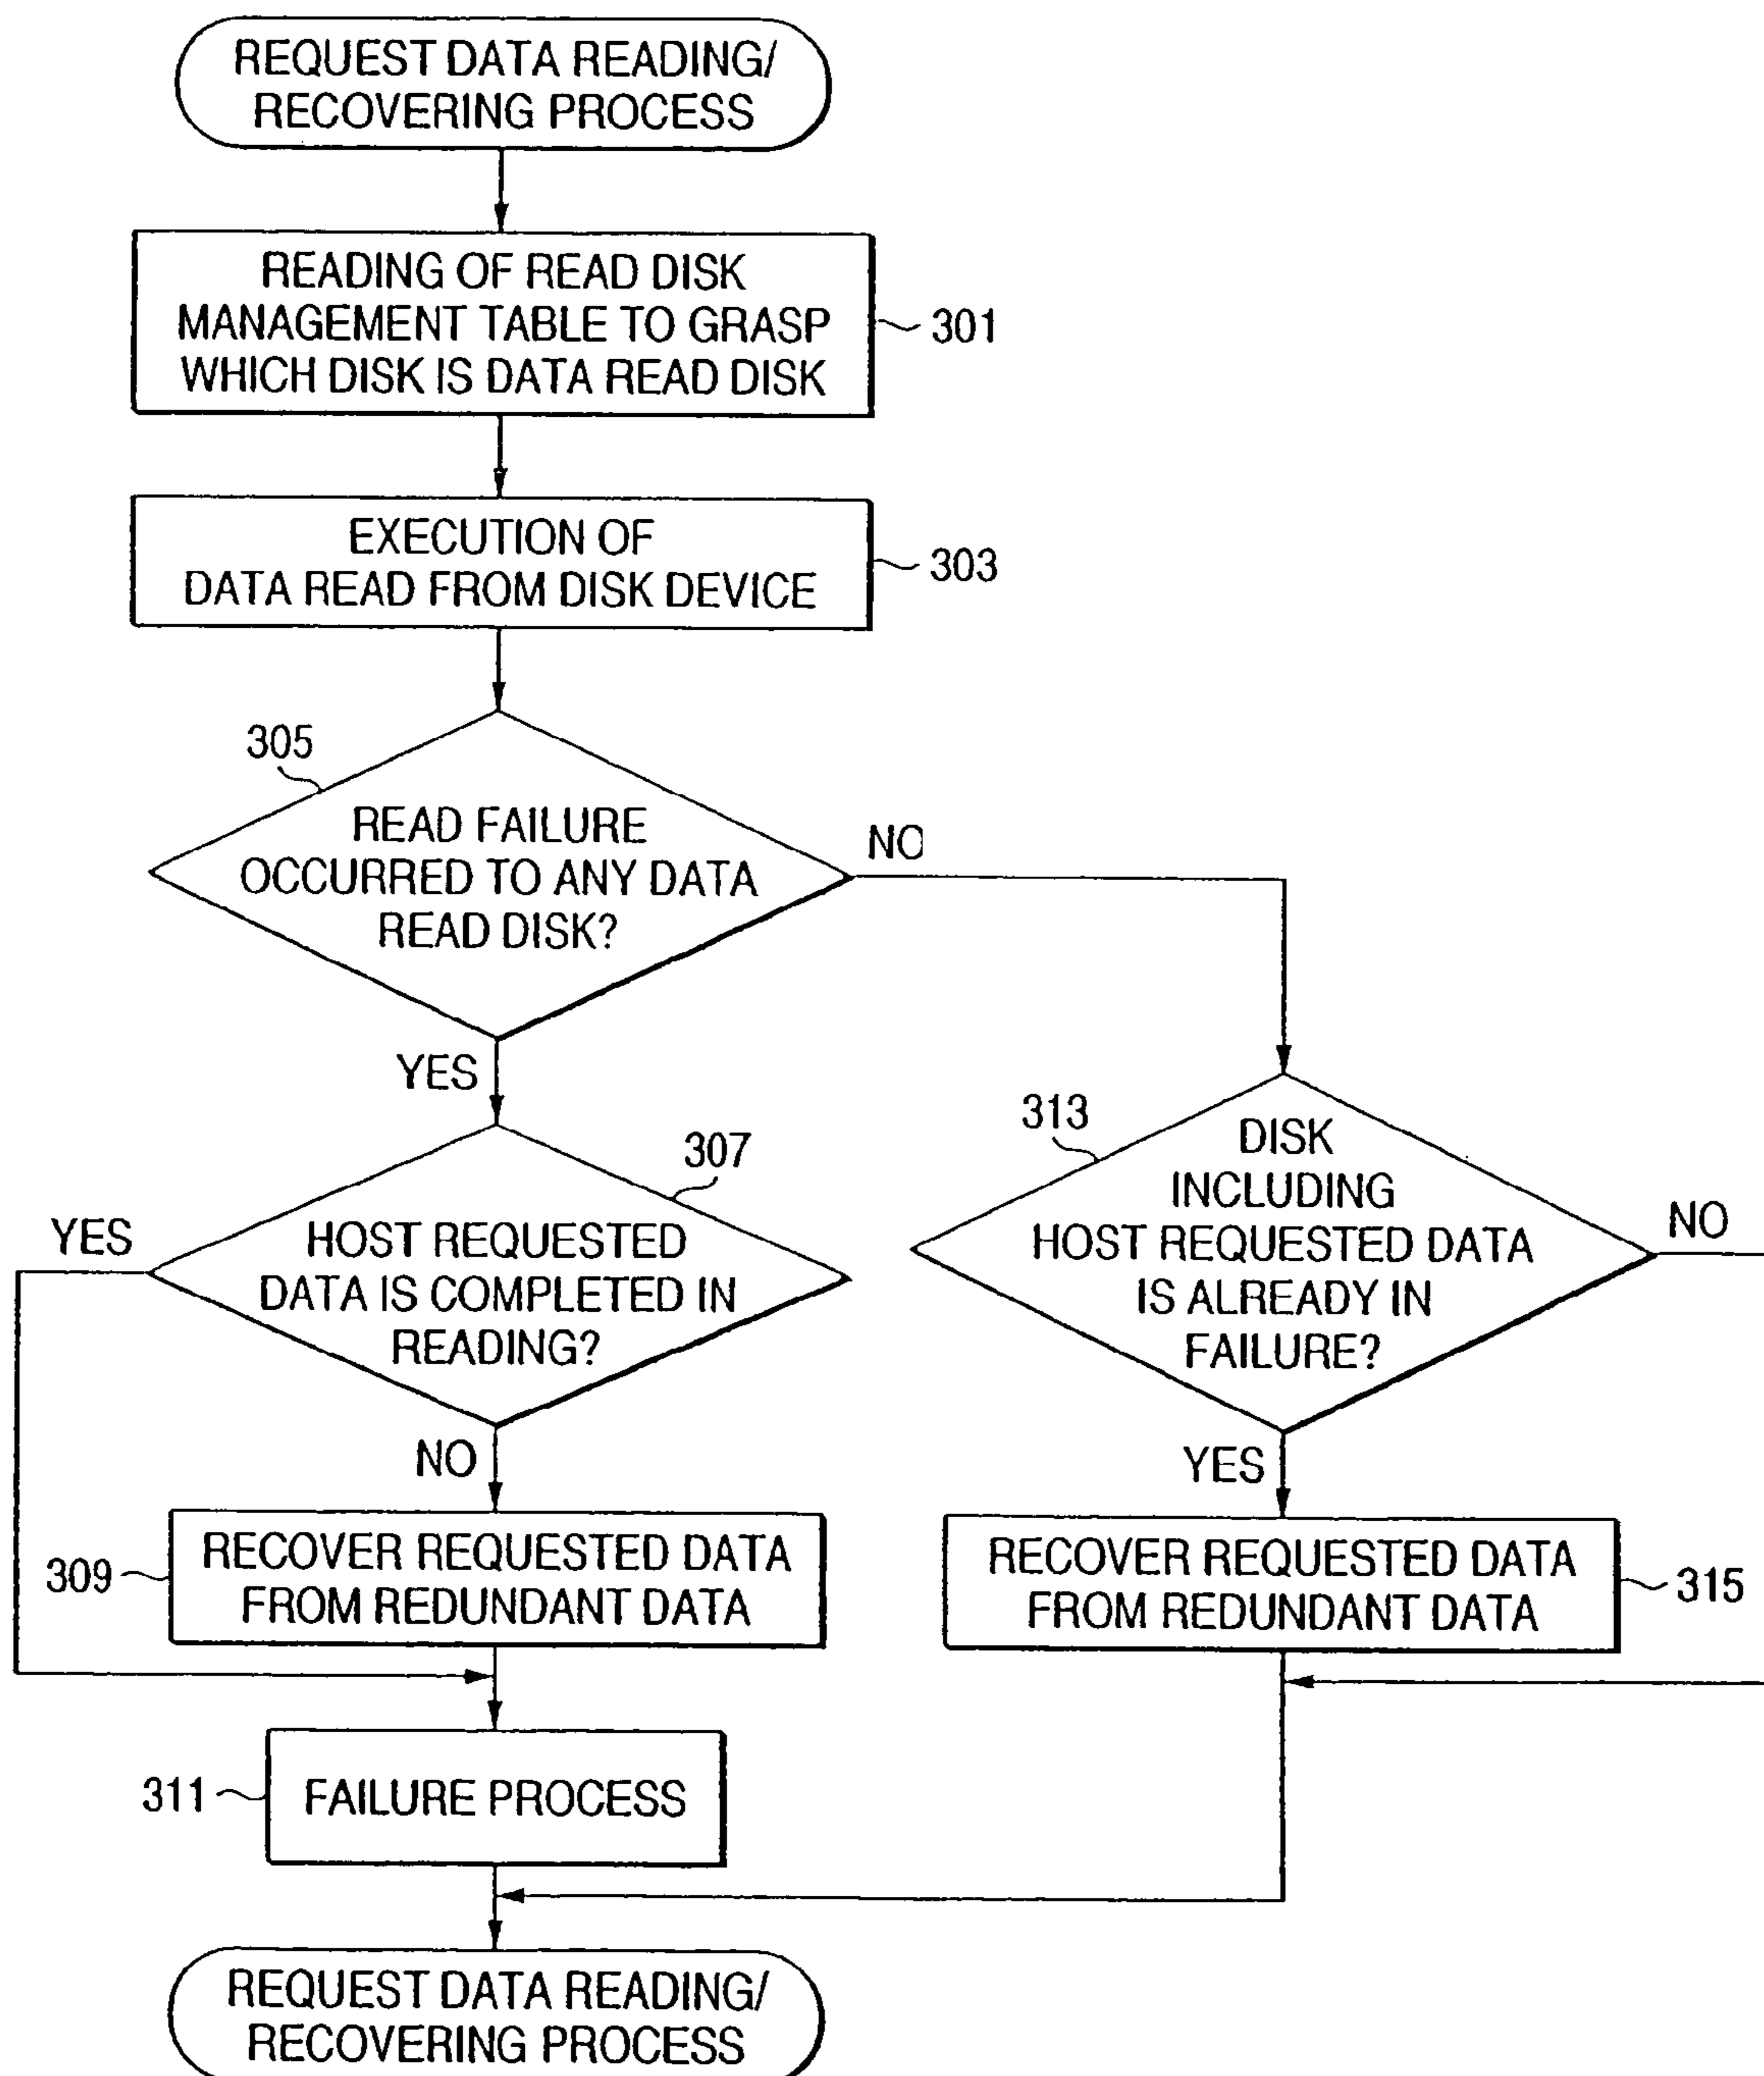 REQUEST DATA READING/
RECOVERING PROCESS
READING OF READ DISK
MANAGEMENT TABLE TO GRASP
WHICH DISK IS DATA READ DISK
301
EXECUTION OF
DATA READ FROM DISK DEVICE
303
305
READ FAILURE
OCCURRED TO ANY DATA
READ DISK?
NO
YES
307
HOST REQUESTED
DATA IS COMPLETED IN
READING?
YES
NO
313
DISK
INCLUDING
HOST REQUESTED DATA
IS ALREADY IN
FAILURE?
NO
YES
309
RECOVER REQUESTED DATA
FROM REDUNDANT DATA
RECOVER REQUESTED DATA
FROM REDUNDANT DATA
315
311
FAILURE PROCESS
REQUEST DATA READING/
RECOVERING PROCESS